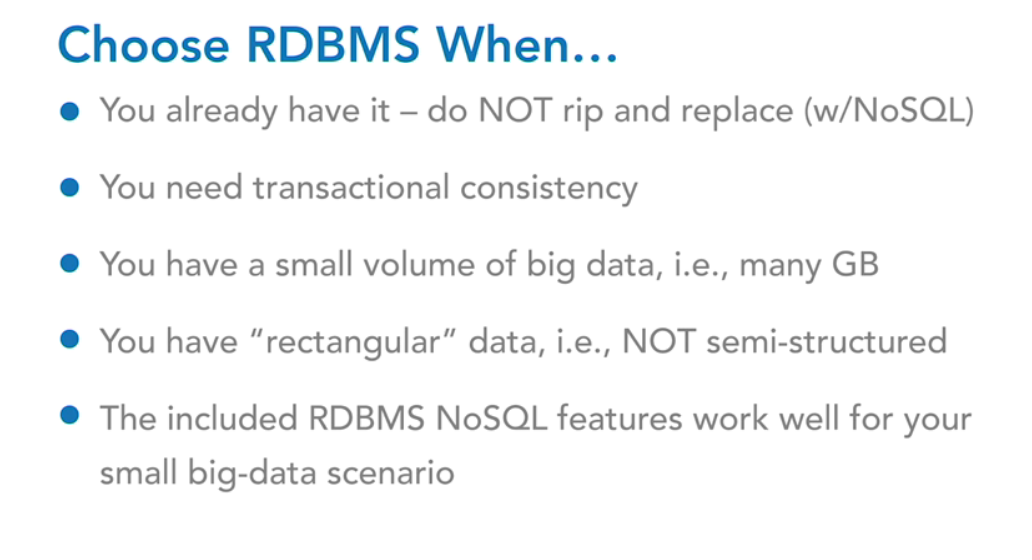 Choose RDBMS When...
You already have it – do NOT rip and replace (w/NoSQL)
You need transactional consistency
You have a small volume of big data, i.e., many GB
You have "rectangular" data, i.e., NOT semi-structured
The included RDBMS NoSQL features work well for your
small big-data scenario